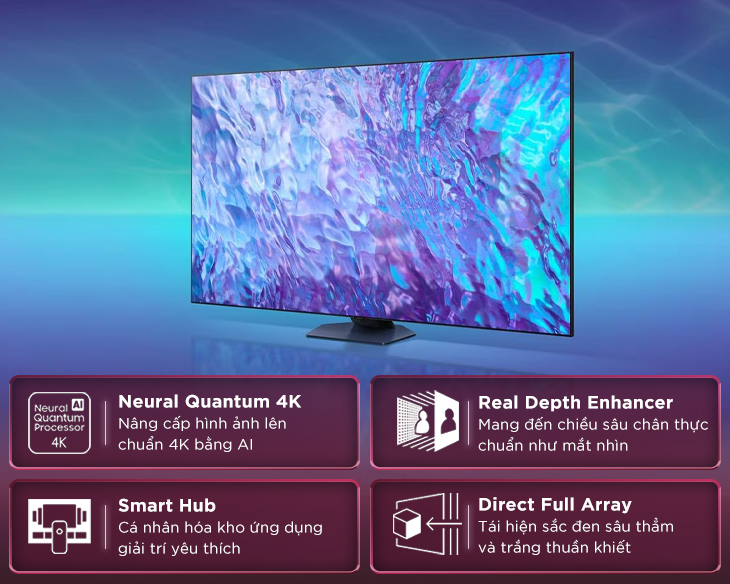 Neural AI
Quantum
Processor
4K
Neural Quantum 4K
Nâng cấp hình ảnh lên
chuẩn 4K bằng AI
Real Depth Enhancer
Mang đến chiều sâu chân thực
chuẩn như mắt nhìn
Smart Hub
Cá nhân hóa kho ứng dụng
giải trí yêu thích
Direct Full Array
Tái hiện sắc đen sâu thẳm
và trắng thuần khiết